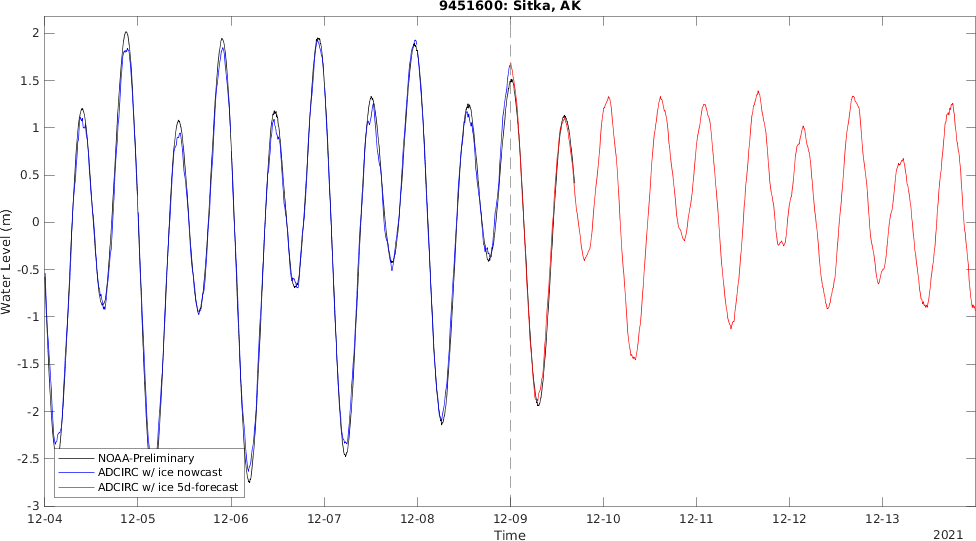 9451600: Sitka, AK
Water Level (m)
2
1.5
1
0.5
0
-0.5
-1
-1.5
-2
-2.5
-3
NOAA-Preliminary
ADCIRC w/ ice nowcast
ADCIRC w/ ice 5d-forecast
12-04 12-05 12-06 12-07 12-08 12-09 12-10 12-11 12-12 12-13
Time
2021